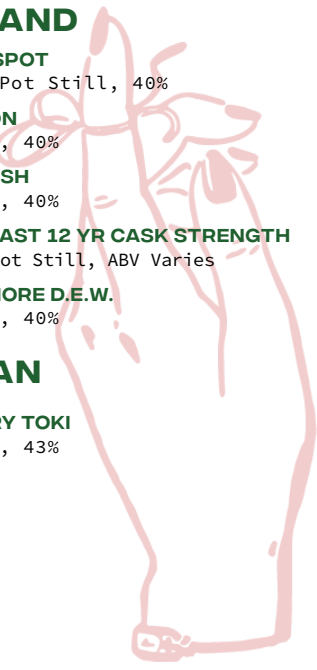 AND
SPOT
Pot Still, 40%
ON
, 40%
SH
, 40%
AST 12 YR CASK STRENGTH
ot Still, ABV Varies
MORE D.E.W.
, 40%
AN
RY TOKI
, 43%